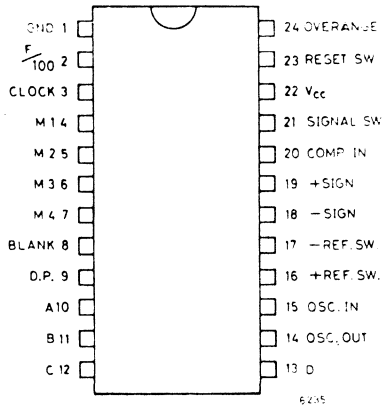 GND 1
F/100 2
CLOCK 3
M1 4
M2 5
M3 6
M4 7
BLANK 8
D.P. 9
A 10
B 11
C 12
24 OVERANGE
23 RESET SW
22 Vcc
21 SIGNAL SW
20 COMP IN
19 +SIGN
18 -SIGN
17 -REF. SW.
16 +REF. SW.
15 OSC. IN
14 OSC. OUT
13 D
6235